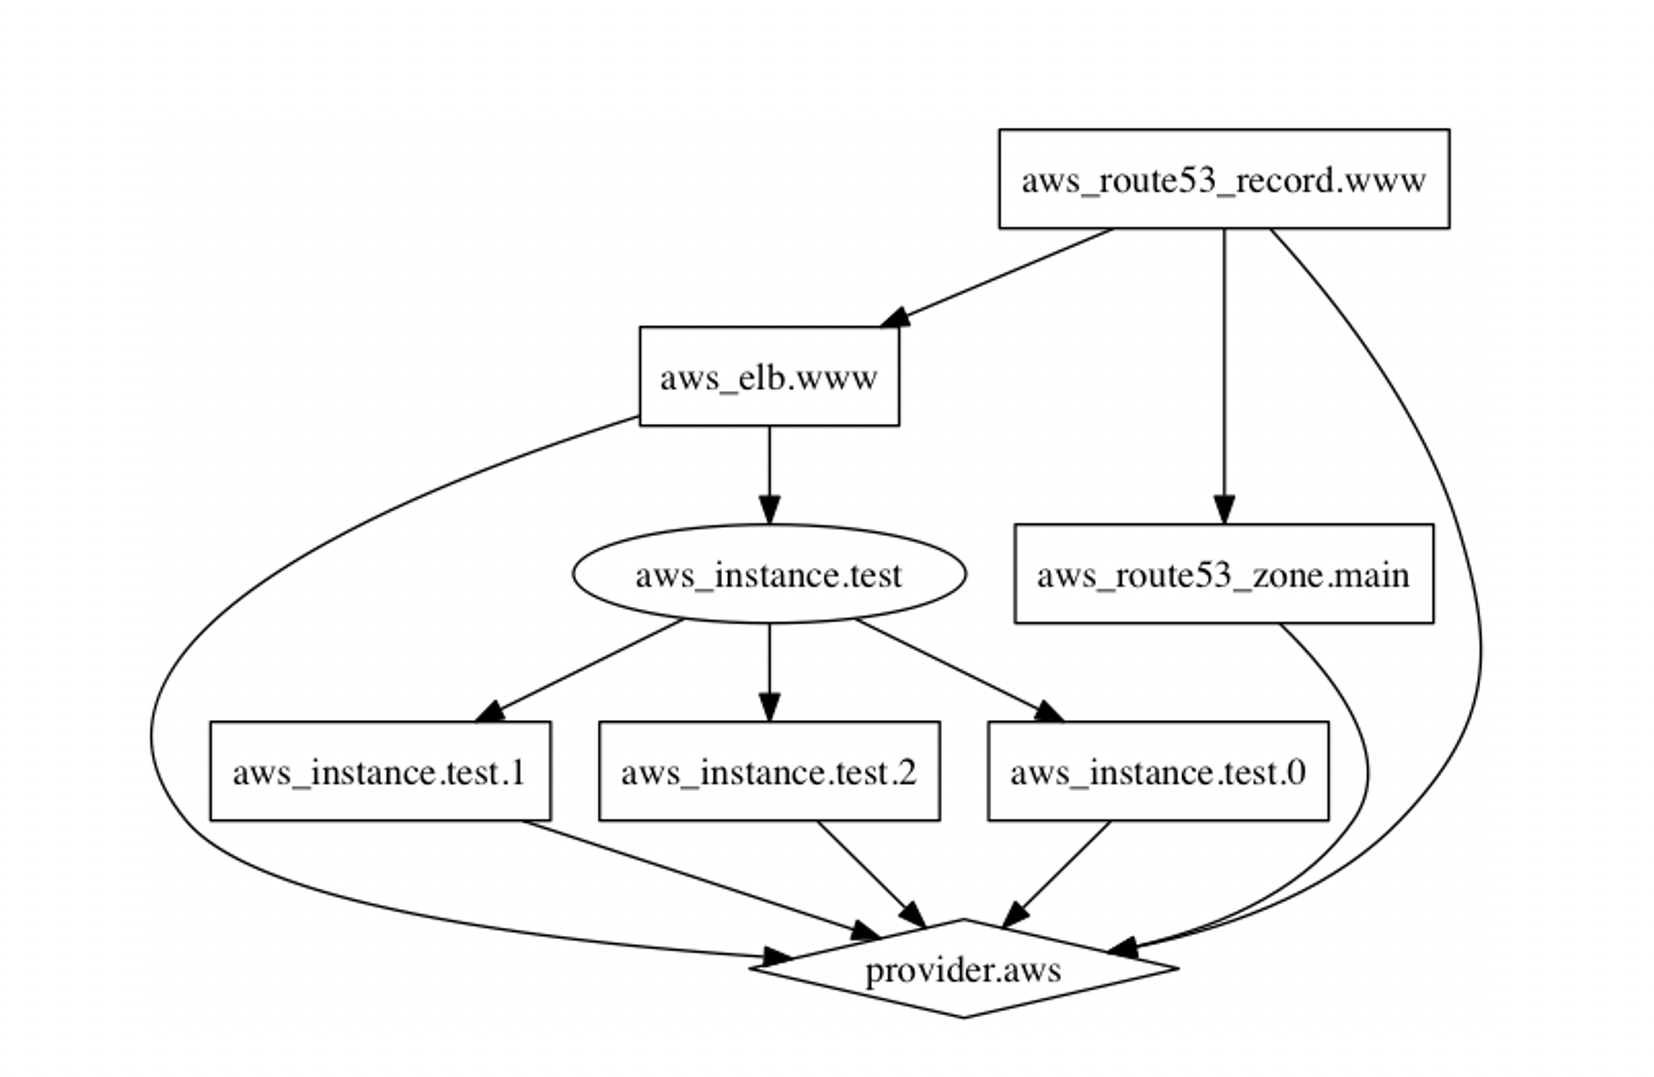 aws_route53_record.www
aws_elb.www
aws_instance.test
aws_route53_zone.main
aws_instance.test.1
aws_instance.test.2
aws_instance.test.0
provider.aws